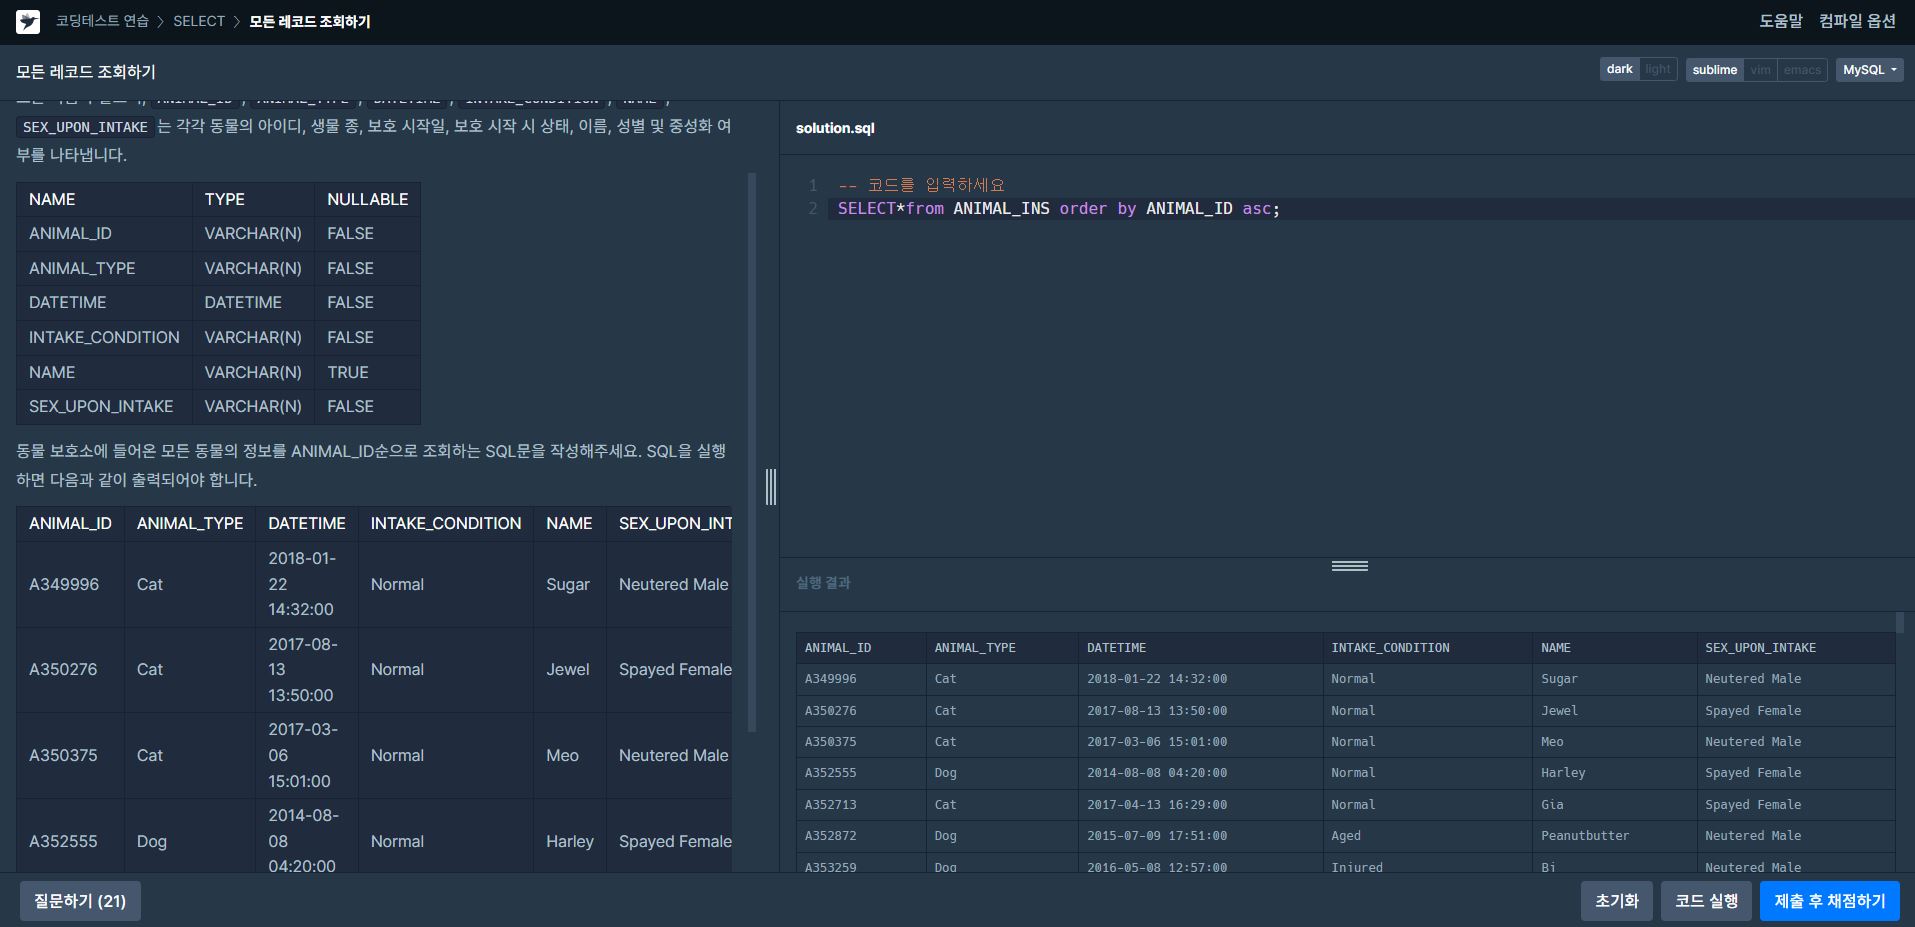 코딩테스트 연습 > SELECT > 모든 레코드 조회하기
도움말 컴파일 옵션
모든 레코드 조회하기
dark light sublime vim emacs MySQL
ANIMAL_ID, ANIMAL_TYPE, DATETIME, INTAKE_CONDITION, NAME,
SEX_UPON_INTAKE 는 각각 동물의 아이디, 생물 종, 보호 시작일, 보호 시작 시 상태, 이름, 성별 및 중성화 여
부를 나타냅니다.
NAME TYPE NULLABLE
ANIMAL_ID VARCHAR(N) FALSE
ANIMAL_TYPE VARCHAR(N) FALSE
DATETIME DATETIME FALSE
INTAKE_CONDITION VARCHAR(N) FALSE
NAME VARCHAR(N) TRUE
SEX_UPON_INTAKE VARCHAR(N) FALSE
동물 보호소에 들어온 모든 동물의 정보를 ANIMAL_ID순으로 조회하는 SQL문을 작성해주세요. SQL을 실행
하면 다음과 같이 출력되어야 합니다.
ANIMAL_ID ANIMAL_TYPE DATETIME INTAKE_CONDITION NAME SEX_UPON_INT
A349996 Cat 2018-01-22 14:32:00 Normal Sugar Neutered Male
A350276 Cat 2017-08-13 13:50:00 Normal Jewel Spayed Female
A350375 Cat 2017-03-06 15:01:00 Normal Meo Neutered Male
A352555 Dog 2014-08-08 04:20:00 Normal Harley Spayed Female
질문하기 (21)
solution.sql
1 -- 코드를 입력하세요
2 SELECT*from ANIMAL_INS order by ANIMAL_ID asc;
실행 결과
ANIMAL_ID ANIMAL_TYPE DATETIME INTAKE_CONDITION NAME SEX_UPON_INTAKE
A349996 Cat 2018-01-22 14:32:00 Normal Sugar Neutered Male
A350276 Cat 2017-08-13 13:50:00 Normal Jewel Spayed Female
A350375 Cat 2017-03-06 15:01:00 Normal Meo Neutered Male
A352555 Dog 2014-08-08 04:20:00 Normal Harley Spayed Female
A352713 Cat 2017-04-13 16:29:00 Normal Gia Spayed Female
A352872 Dog 2015-07-09 17:51:00 Aged Peanutbutter Neutered Male
A353259 Dog 2016-05-08 12:57:00 Injured Bj Neutered Male
초기화 코드 실행 제출 후 채점하기